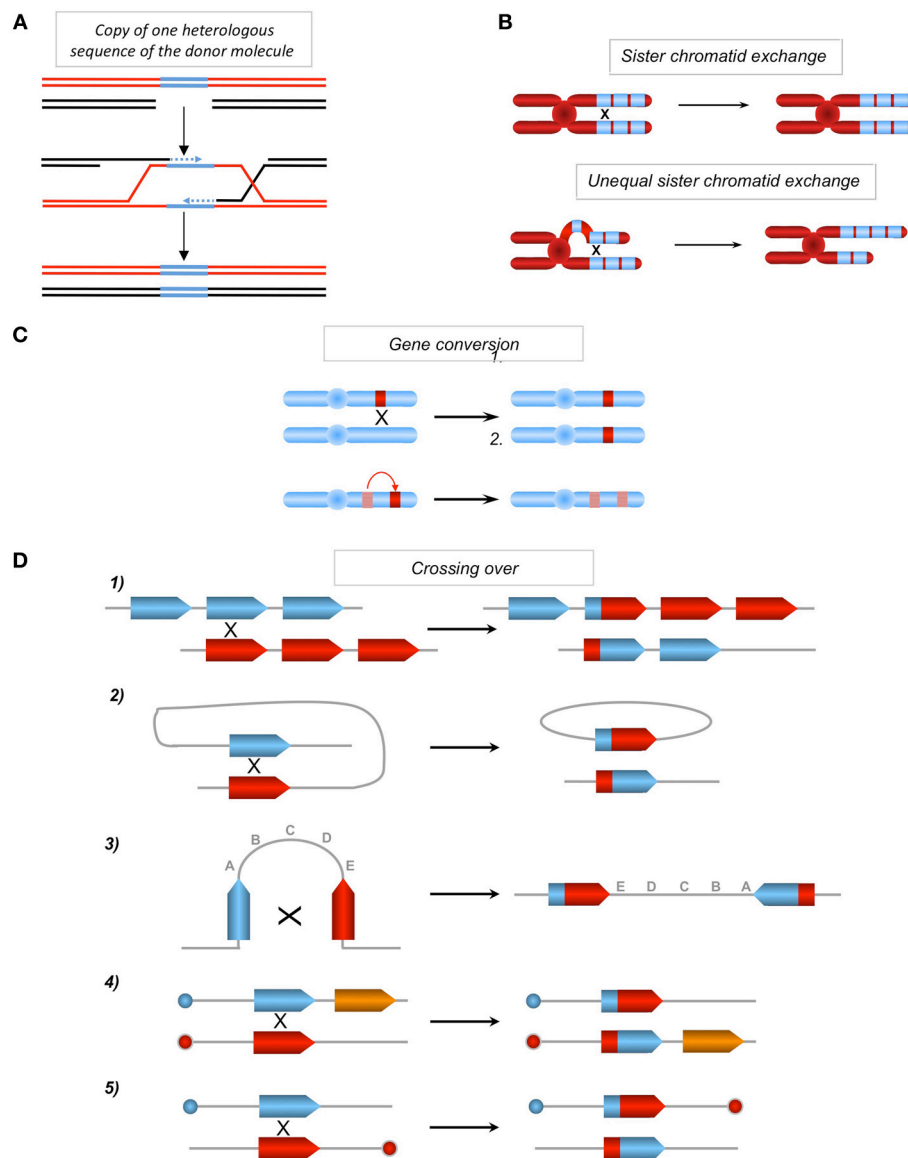 A
Copy of one heterologous
sequence of the donor molecule
B
Sister chromatid exchange
X
Unequal sister chromatid exchange
X
C
Gene conversion
1.
X
2.
D
Crossing over
1)
X
2)
X
3)
A B C D E
X
E D C B A
4)
X
5)
X